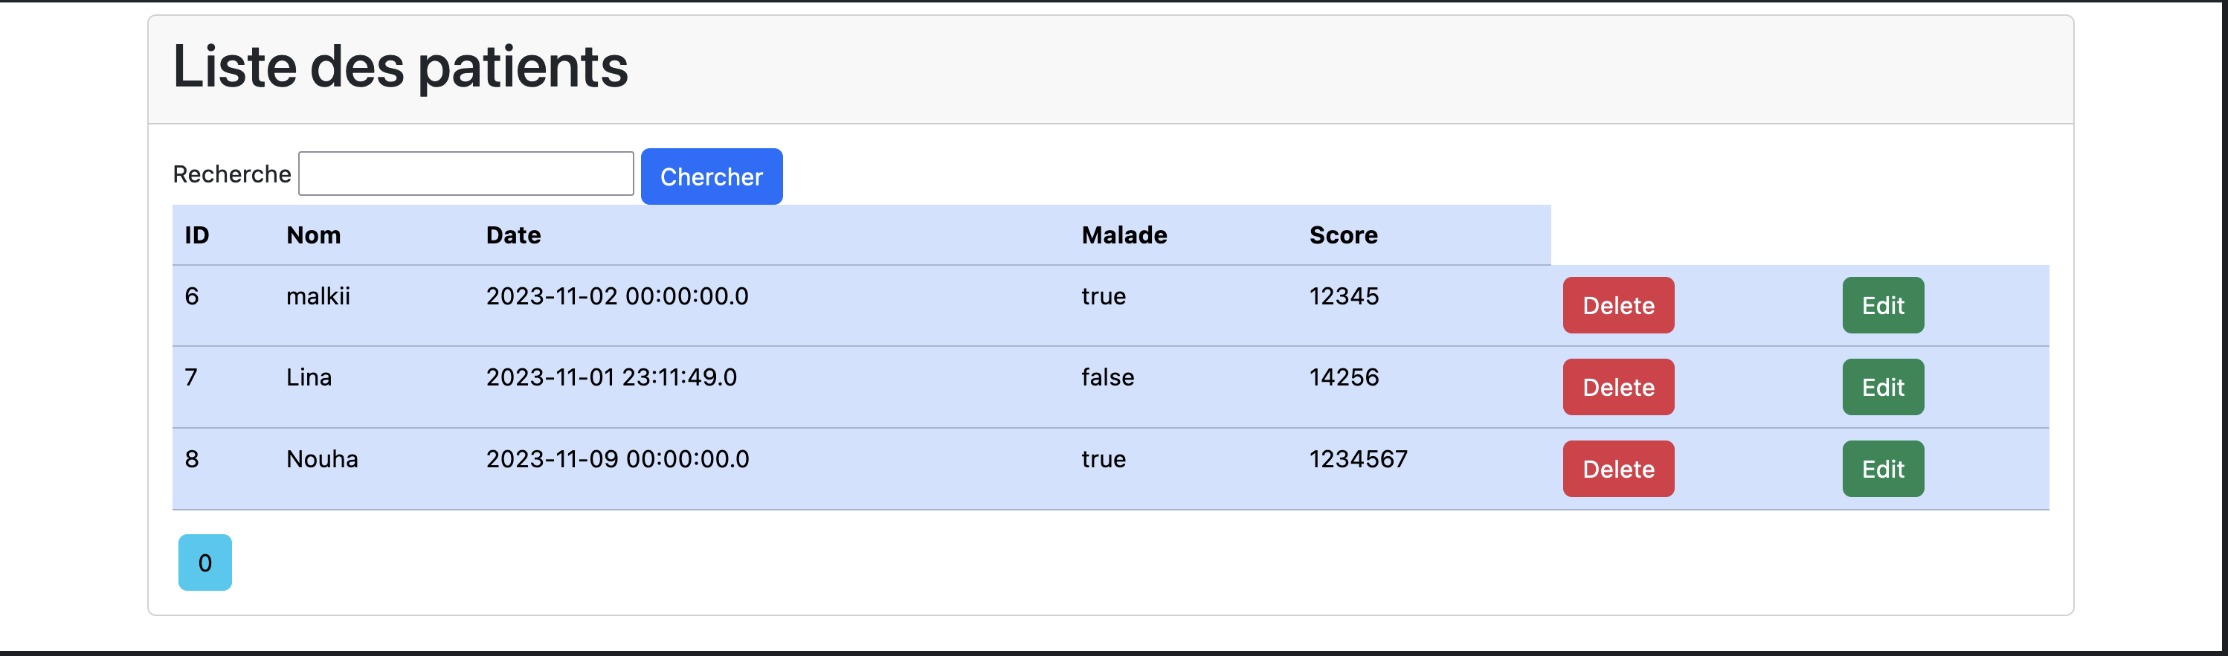 Liste des patients
Recherche Chercher
ID Nom Date Malade Score
6 malkii 2023-11-02 00:00:00.0 true 12345 Delete Edit
7 Lina 2023-11-01 23:11:49.0 false 14256 Delete Edit
8 Nouha 2023-11-09 00:00:00.0 true 1234567 Delete Edit
0